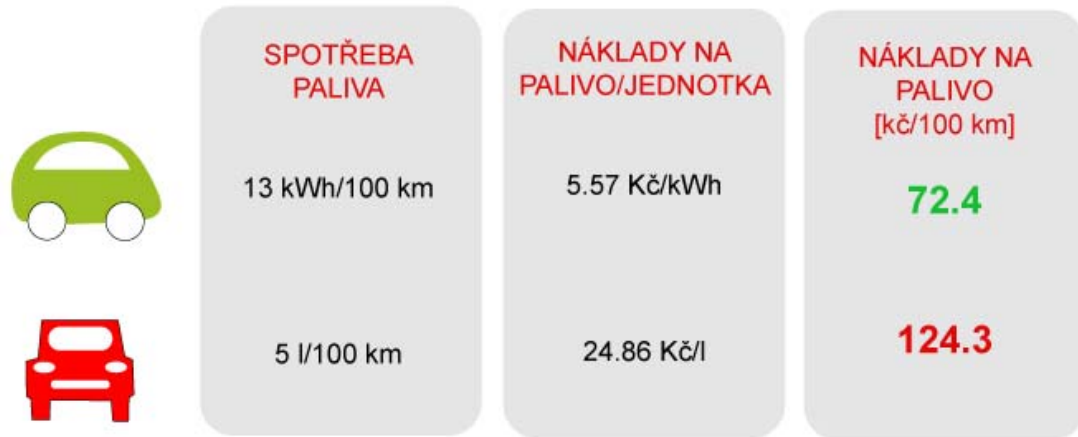 SPOTŘEBA
PALIVA
NÁKLADY NA
PALIVO/JEDNOTKA
NÁKLADY NA
PALIVO
[kč/100 km]
13 kWh/100 km
5.57 Kč/kWh
72.4
5 l/100 km
24.86 Kč/l
124.3